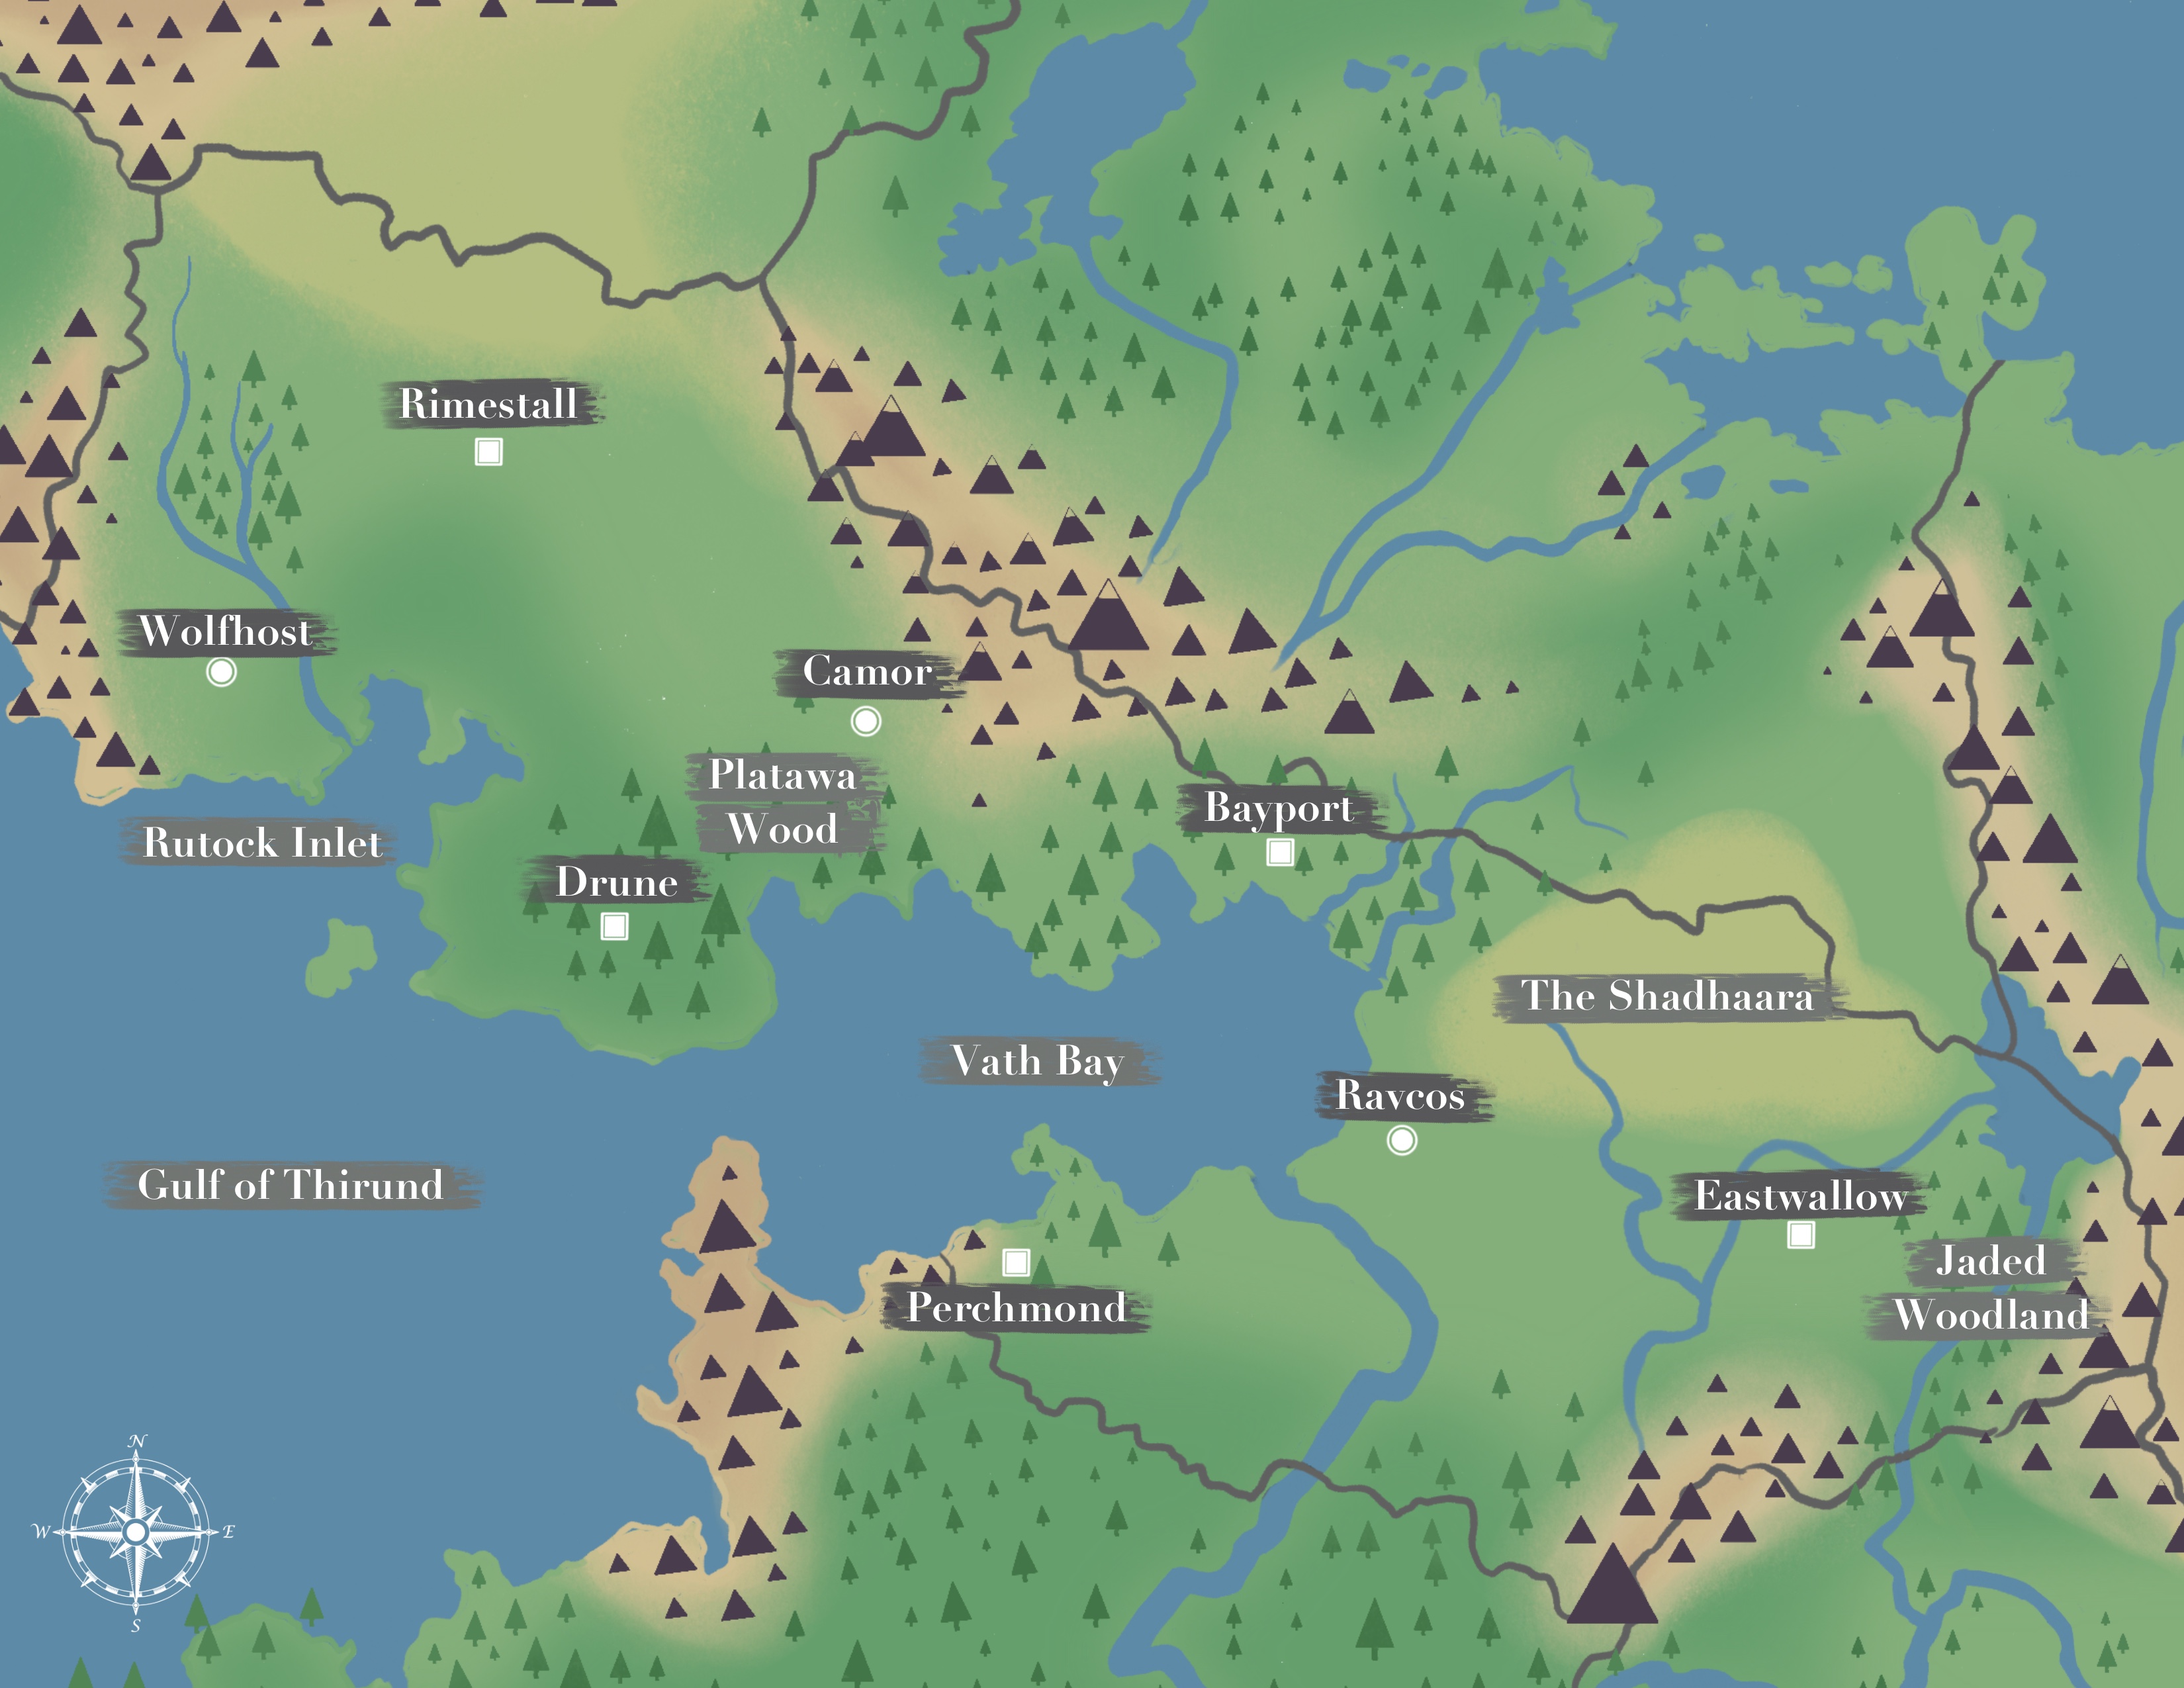 Rimestall
Wolfhost
Camor
Platawa
Wood
Bayport
Rutock Inlet
Drune
The Shadhaara
Vath Bay
Ravcos
Gulf of Thirund
Eastwallow
Jaded
Woodland
Perchmond
N
W E
S